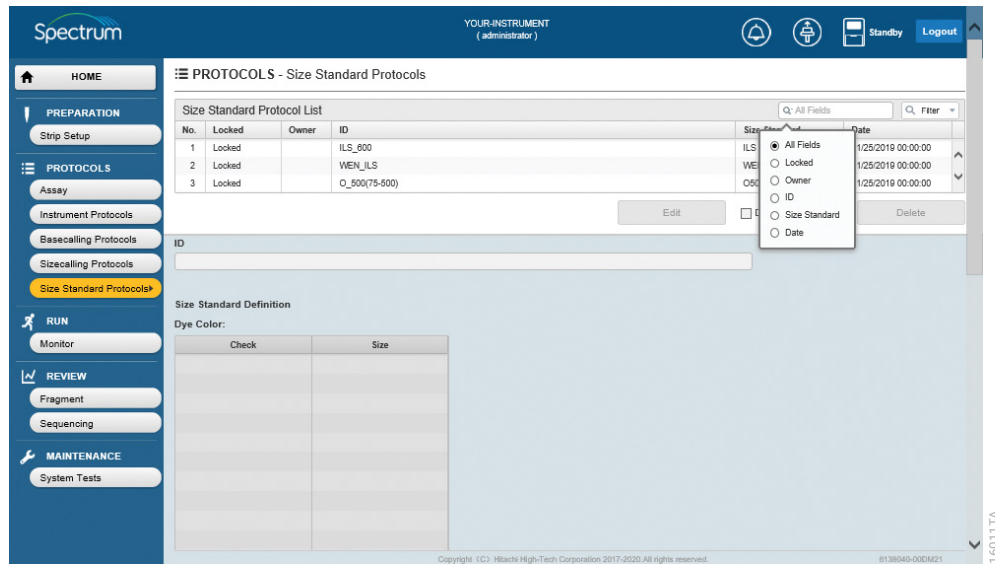 Spectrum
YOUR-INSTRUMENT
( administrator )
Standby
Logout
HOME
PREPARATION
Strip Setup
PROTOCOLS
Assay
Instrument Protocols
Basecalling Protocols
Sizecalling Protocols
Size Standard Protocols
RUN
Monitor
REVIEW
Fragment
Sequencing
MAINTENANCE
System Tests
PROTOCOLS - Size Standard Protocols
Size Standard Protocol List
All Fields
Filter
No. Locked Owner ID Date
1 Locked ILS_600 ILS 1/25/2019 00:00:00
2 Locked WEN_ILS 1/25/2019 00:00:00
3 Locked O_500(75-500) 1/25/2019 00:00:00
All Fields
Locked
Owner
ID
Size Standard
Date
Edit
Delete
ID
Size Standard Definition
Dye Color:
Check Size
Copyright (C) Hitachi High-Tech Corporation 2017-2020.All rights reserved.
6138040-00DM21
16011TA